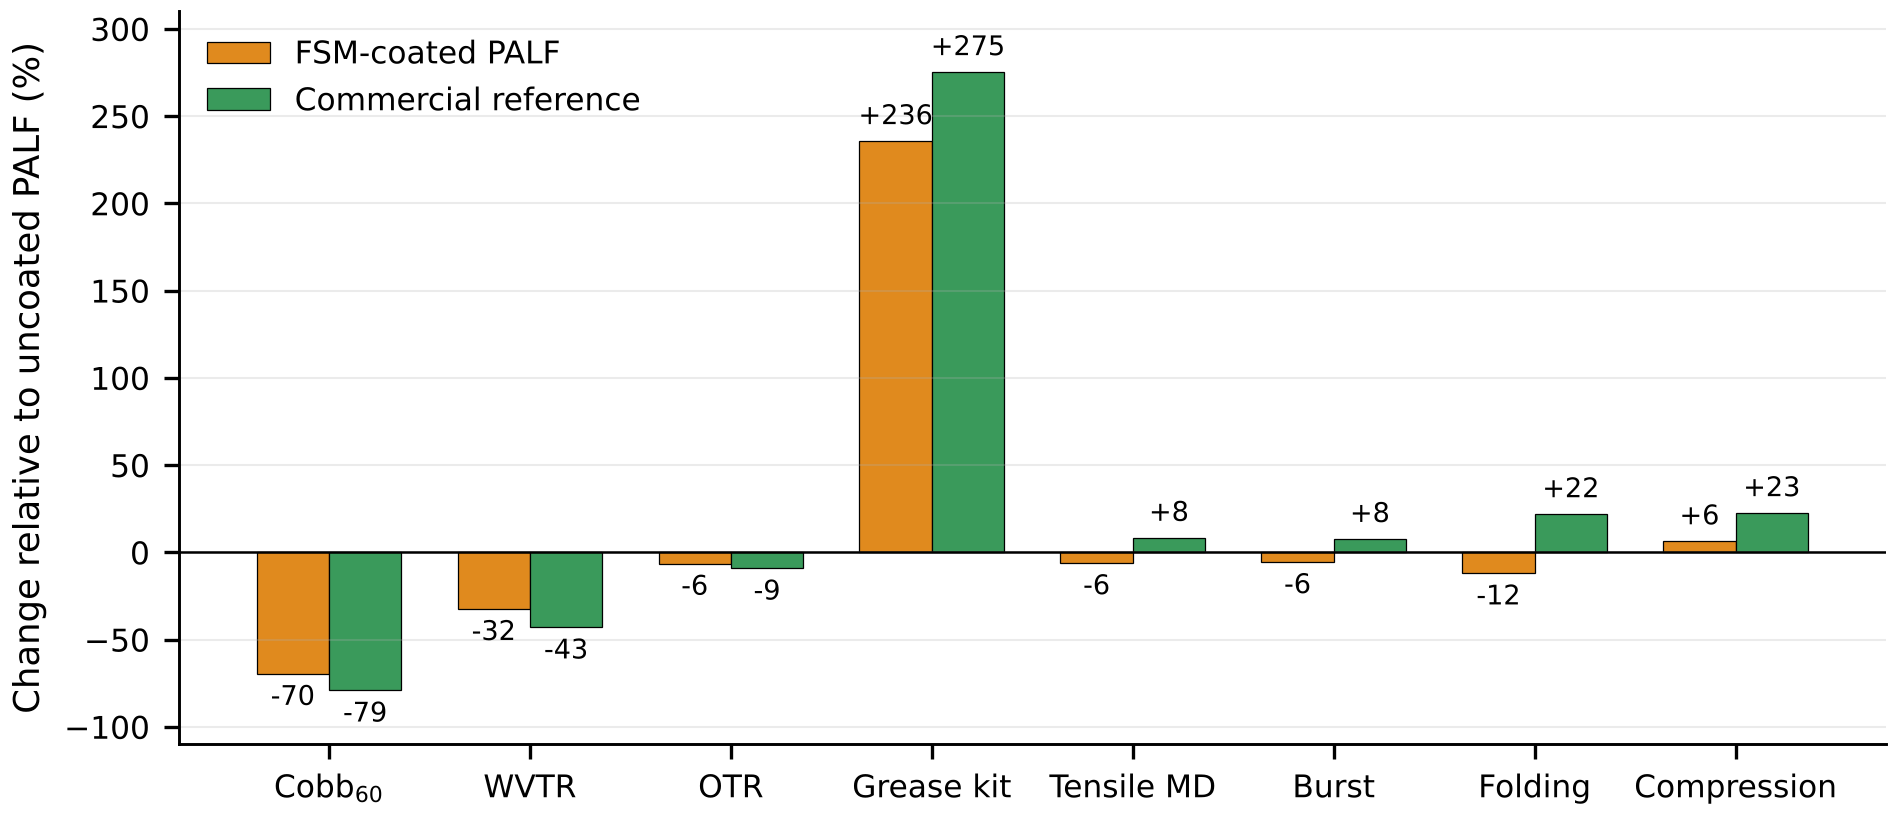 Change relative to uncoated PALF (%)
300
250
200
150
100
50
0
−50
−100
FSM-coated PALF
Commercial reference
-70
-79
-32
-43
-6
-9
+236
+275
-6
+8
-6
+8
-12
+22
+6
+23
Cobb₆₀
WVTR
OTR
Grease kit
Tensile MD
Burst
Folding
Compression